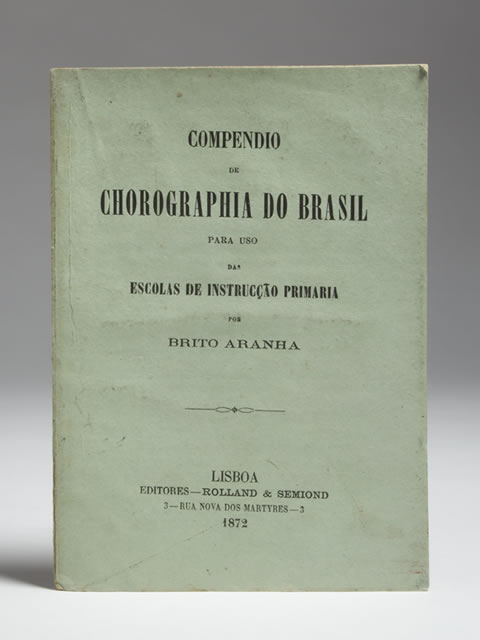 COMPENDIO
DE
CHOROGRAPHIA DO BRASIL
PARA USO
DAS
ESCOLAS DE INSTRUCÇÃO PRIMARIA
POR
BRITO ARANHA
LISBOA
EDITORES—ROLLAND & SEMIOND
3—RUA NOVA DOS MARTYRES—3
1872